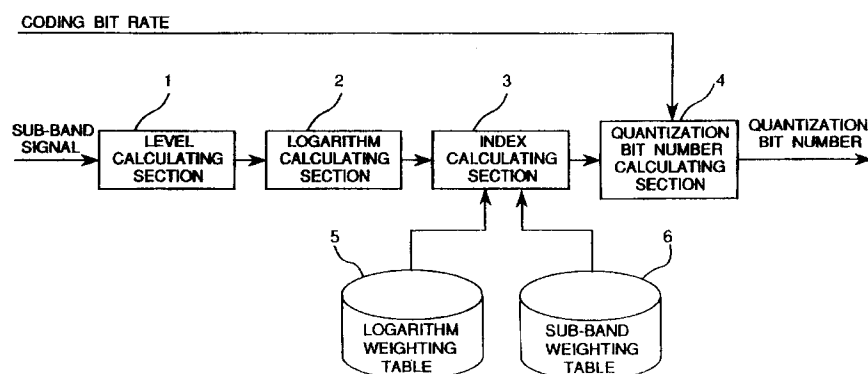 CODING BIT RATE
1
2
3
4
SUB-BAND
SIGNAL
LEVEL
CALCULATING
SECTION
LOGARITHM
CALCULATING
SECTION
INDEX
CALCULATING
SECTION
QUANTIZATION
BIT NUMBER
CALCULATING
SECTION
QUANTIZATION
BIT NUMBER
5
6
LOGARITHM
WEIGHTING
TABLE
SUB-BAND
WEIGHTING
TABLE